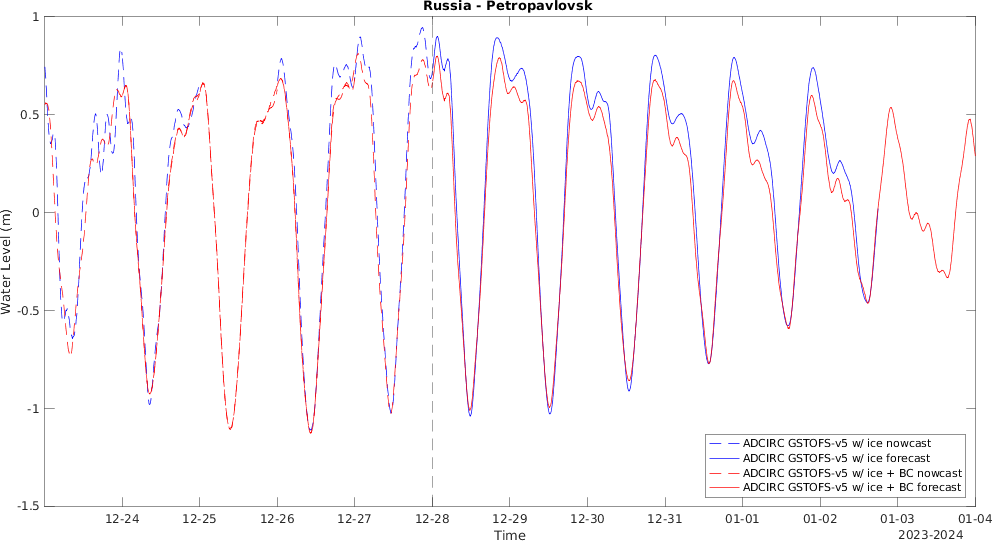 Russia - Petropavlovsk
1
0.5
0
-0.5
-1
-1.5
Water Level (m)
ADCIRC GSTOFS-v5 w/ ice nowcast
ADCIRC GSTOFS-v5 w/ ice forecast
ADCIRC GSTOFS-v5 w/ ice + BC nowcast
ADCIRC GSTOFS-v5 w/ ice + BC forecast
12-24 12-25 12-26 12-27 12-28 12-29 12-30 12-31 01-01 01-02 01-03 01-04
Time
2023-2024